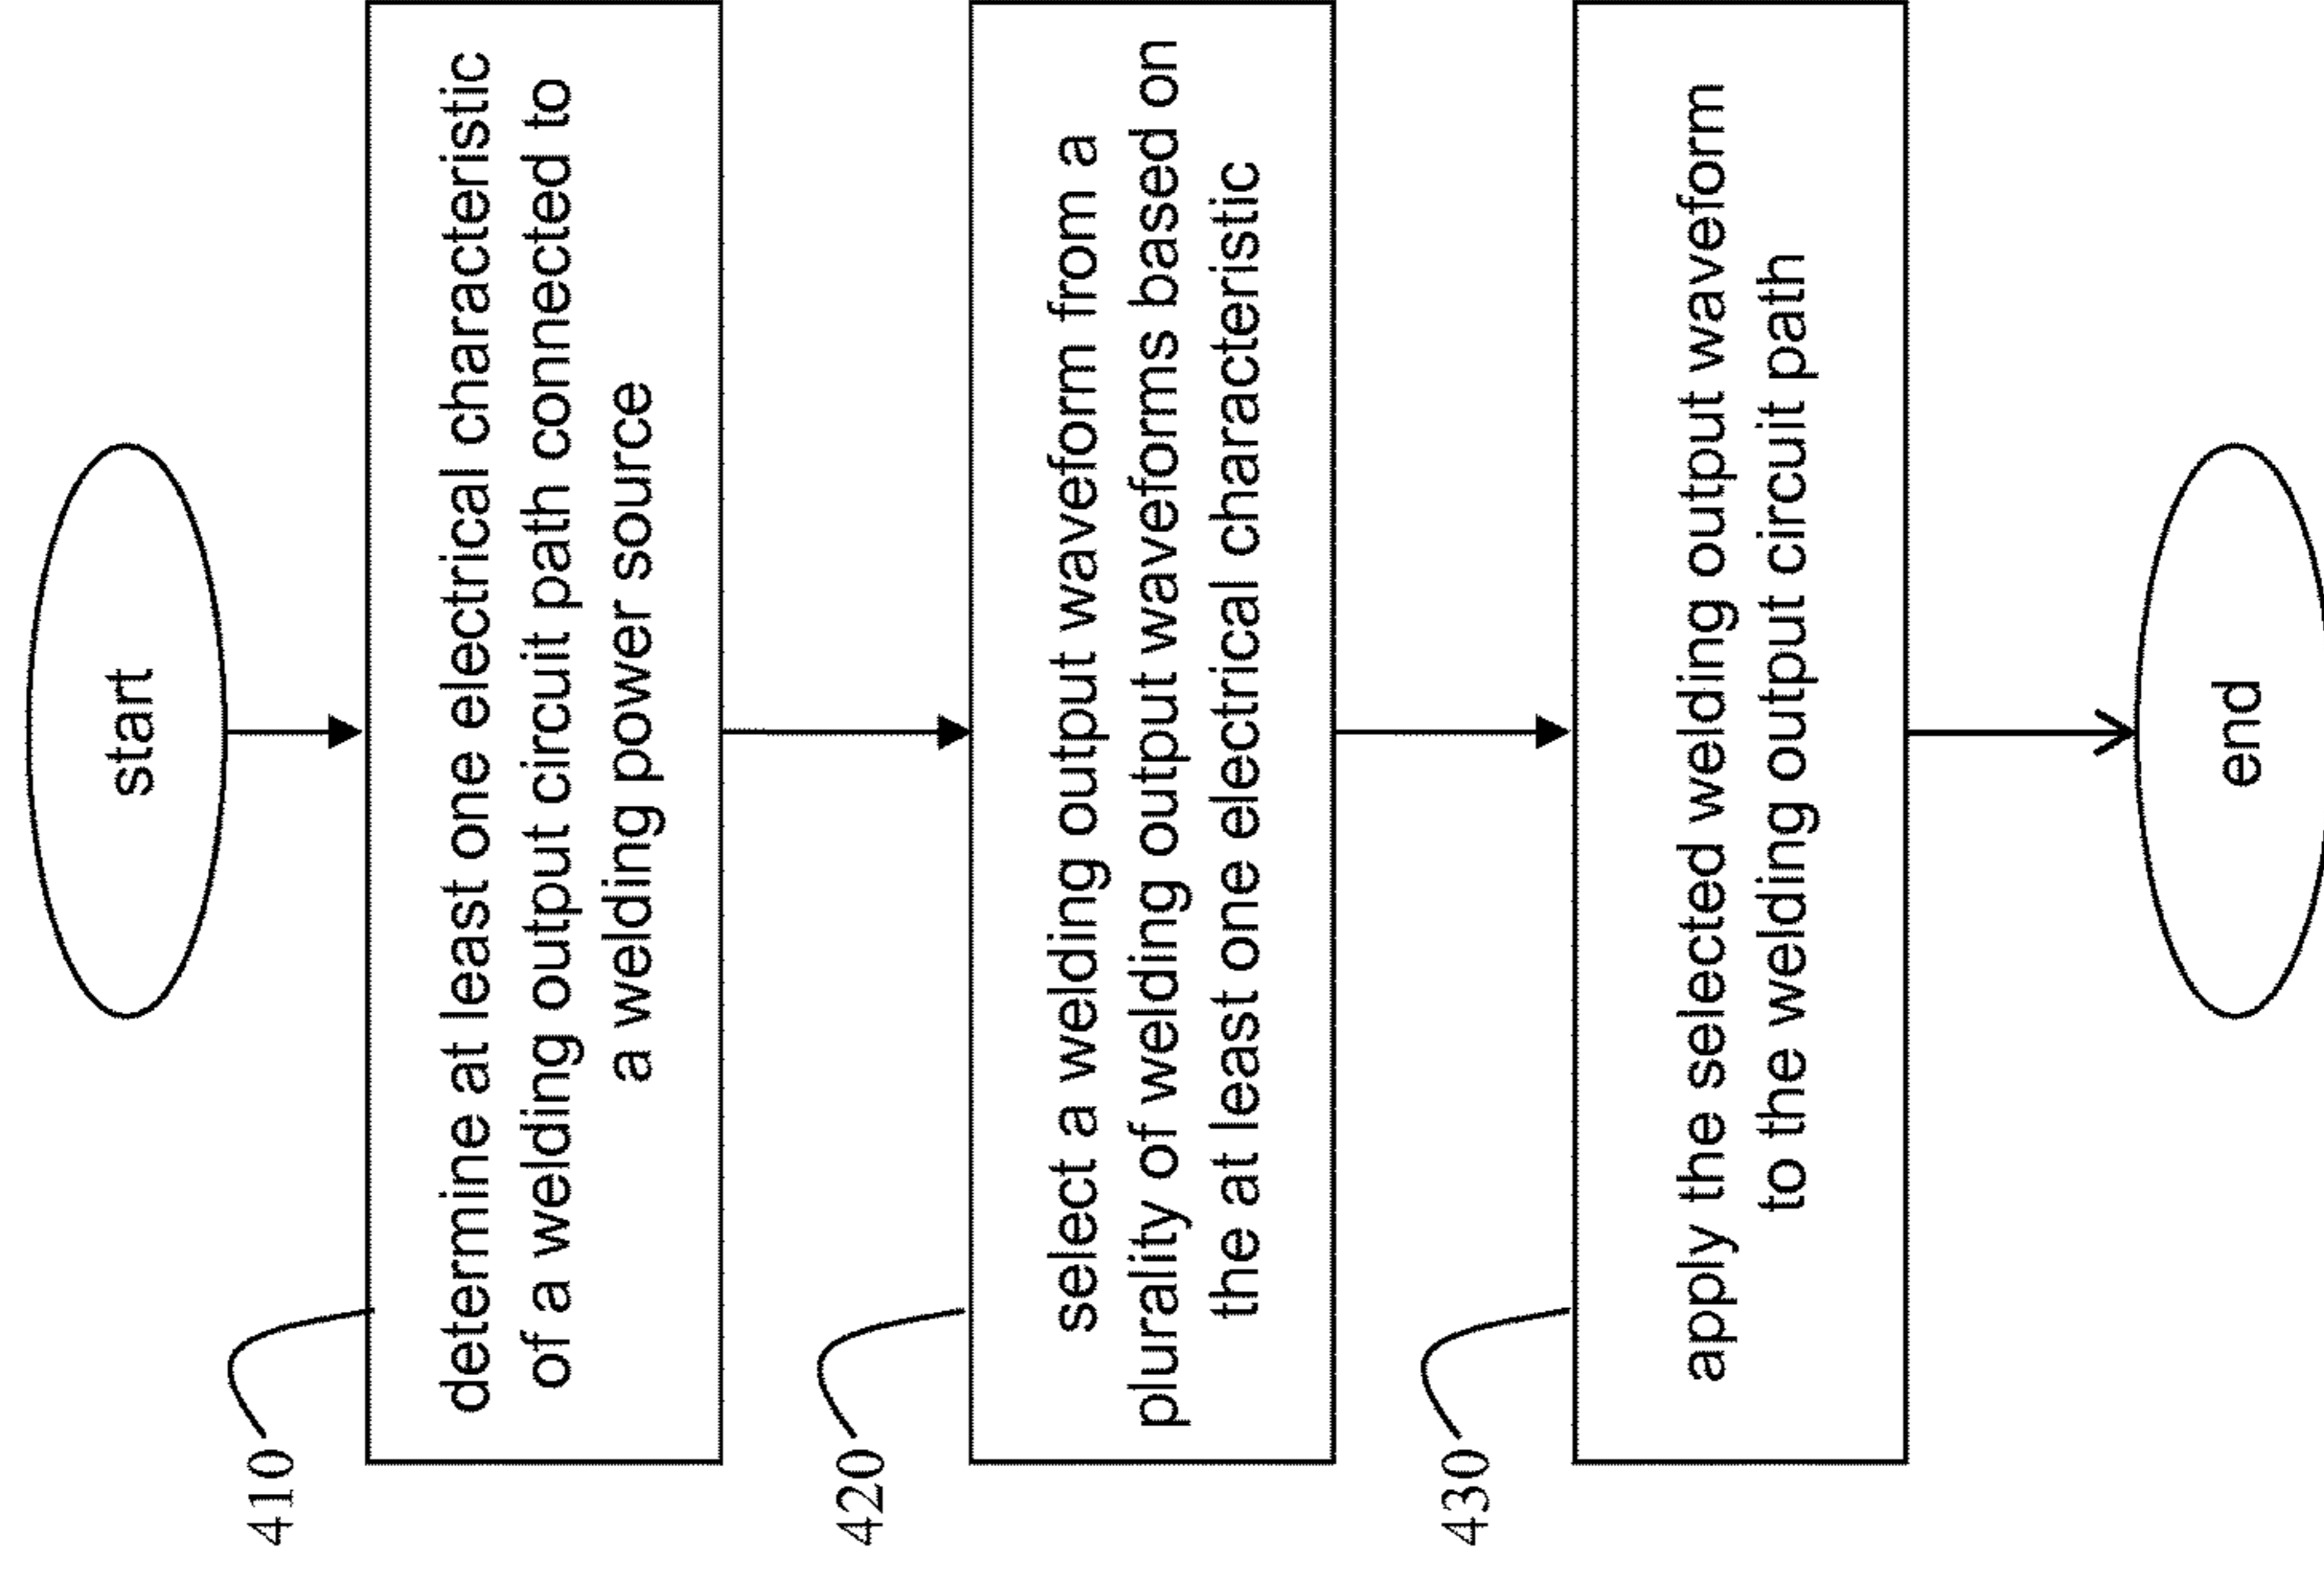 start
410
determine at least one electrical characteristic
of a welding output circuit path connected to
a welding power source
420
select a welding output waveform from a
plurality of welding output waveforms based on
the at least one electrical characteristic
430
apply the selected welding output waveform
to the welding output circuit path
end